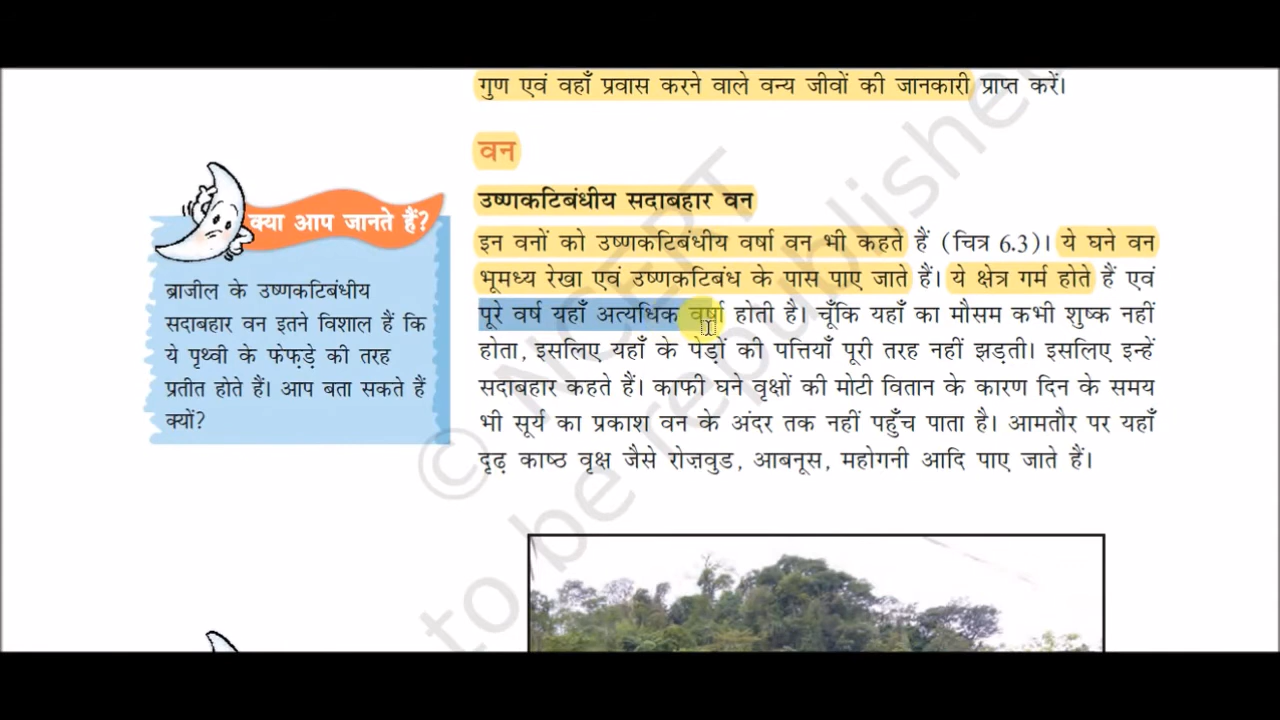 गुण एवं वहाँ प्रवास करने वाले वन्य जीवों की जानकारी प्राप्त करें।
वन
उष्णकटिबंधीय सदाबहार वन
इन वनों को उष्णकटिबंधीय वर्षा वन भी कहते हैं (चित्र 6.3)। ये घने वन
भूमध्य रेखा एवं उष्णकटिबंध के पास पाए जाते हैं। ये क्षेत्र गर्म होते हैं एवं
पूरे वर्ष यहाँ अत्यधिक वर्षा होती है। चूँकि यहाँ का मौसम कभी शुष्क नहीं
होता, इसलिए यहाँ के पेड़ों की पत्तियाँ पूरी तरह नहीं झड़ती। इसलिए इन्हें
सदाबहार कहते हैं। काफी घने वृक्षों की मोटी वितान के कारण दिन के समय
भी सूर्य का प्रकाश वन के अंदर तक नहीं पहुँच पाता है। आमतौर पर यहाँ
दृढ़ काष्ठ वृक्ष जैसे रोज़वुड, आबनूस, महोगनी आदि पाए जाते हैं।
क्या आप जानते हैं?
ब्राजील के उष्णकटिबंधीय
सदाबहार वन इतने विशाल हैं कि
ये पृथ्वी के फेफड़े की तरह
प्रतीत होते हैं। आप बता सकते हैं
क्यों?
© NCERT
to be republished